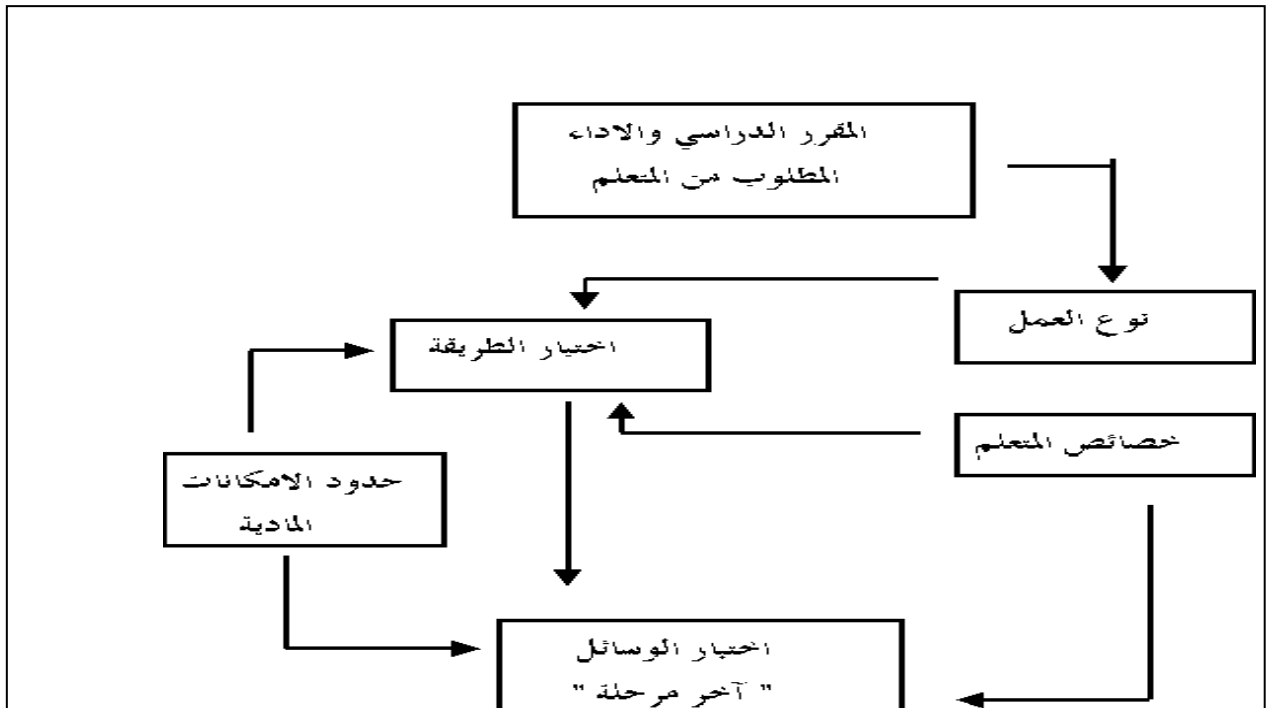 المقرر الدراسي والاداء
المطلوب من المتعلم
نوع العمل
اختيار الطريقة
خصائص المتعلم
حدود الامكانات
المادية
اختيار الوسائل
" آخر مرحلة "